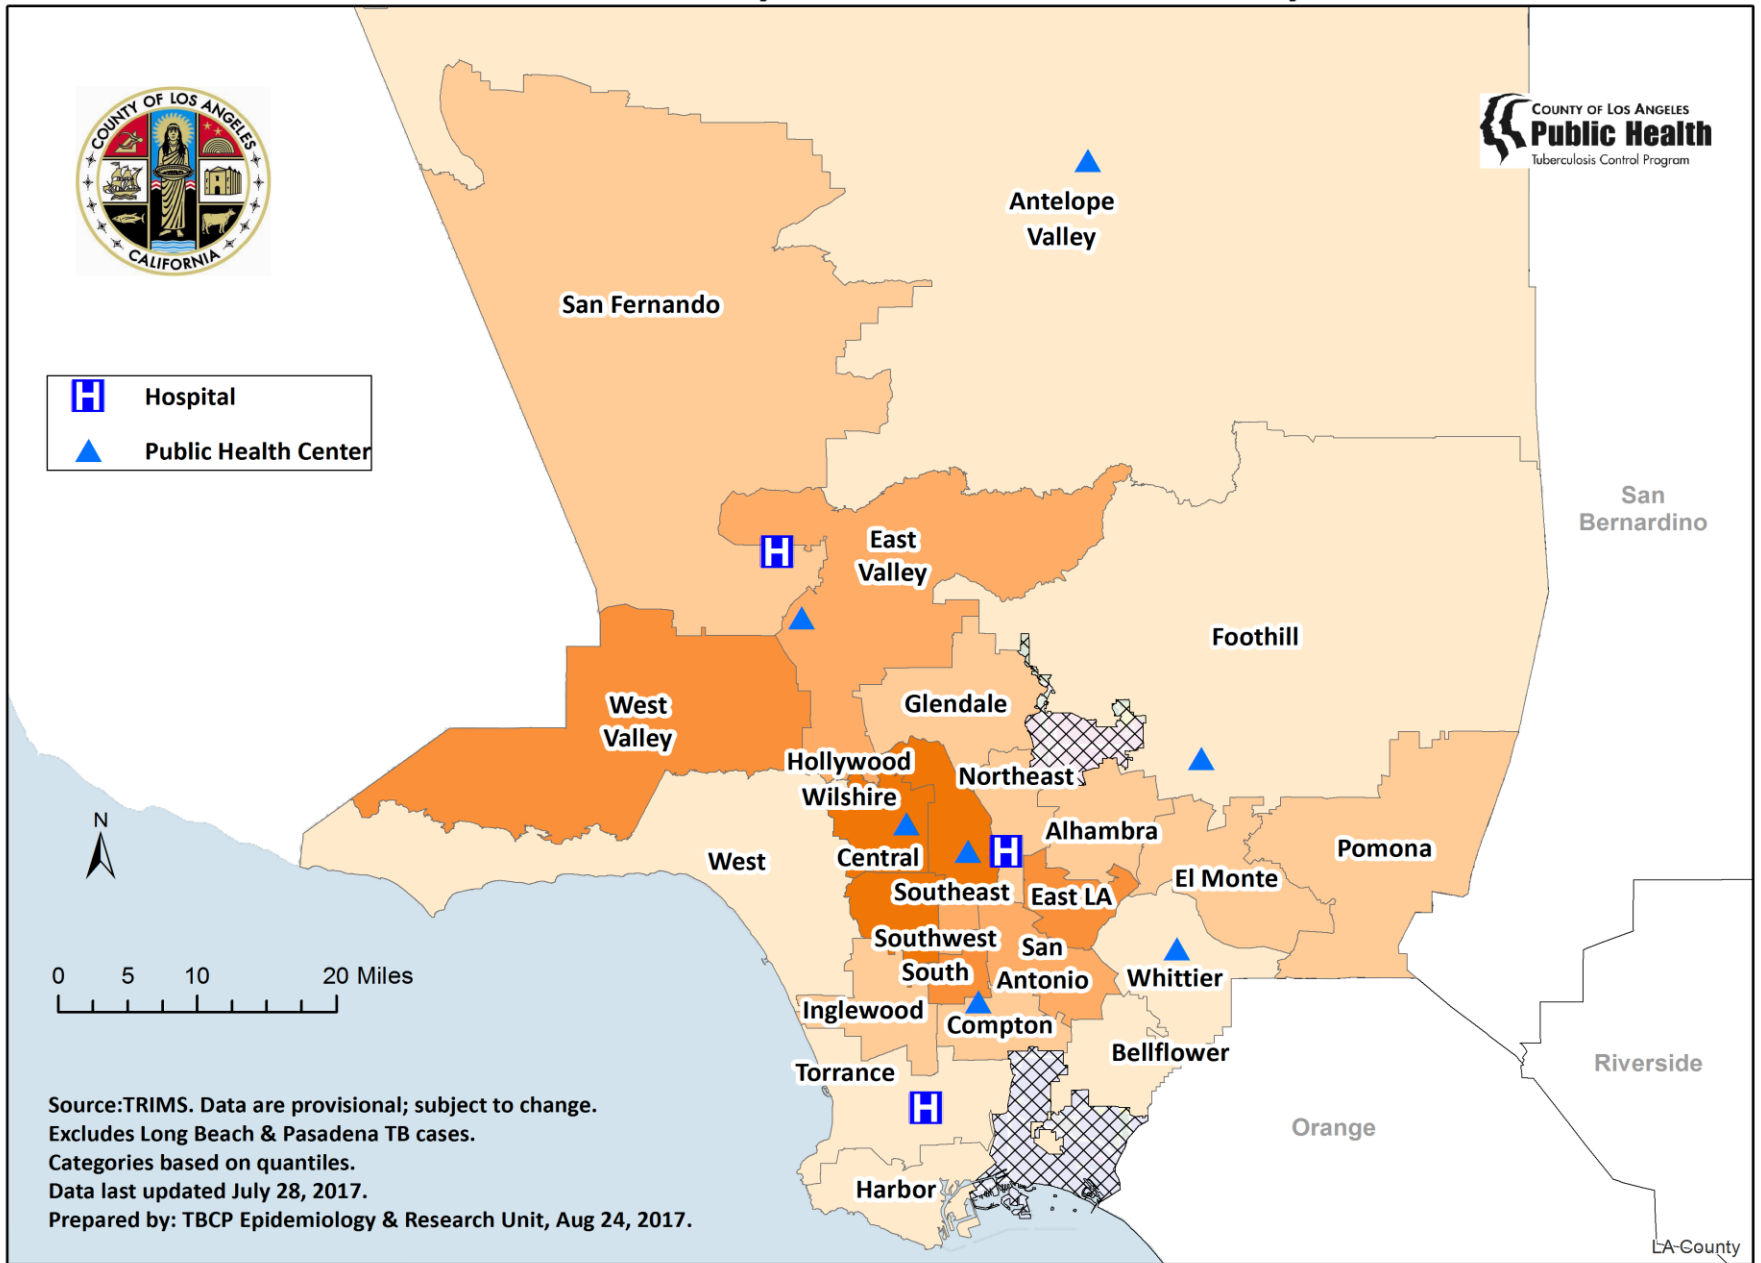 COUNTY OF LOS ANGELES
CALIFORNIA
COUNTY OF LOS ANGELES
Public Health
Tuberculosis Control Program
Antelope
Valley
San Fernando
H Hospital
Public Health Center
San
Bernardino
East
Valley
H
Foothill
West
Valley
Glendale
Hollywood
Wilshire
Northeast
Alhambra
Pomona
N
West
Central
H
El Monte
Southeast
East LA
Southwest
San
Antonio
South
Whittier
0 5 10 20 Miles
Inglewood
Compton
Bellflower
Torrance
Riverside
H
Orange
Harbor
Source:TRIMS. Data are provisional; subject to change.
Excludes Long Beach & Pasadena TB cases.
Categories based on quantiles.
Data last updated July 28, 2017.
Prepared by: TBCP Epidemiology & Research Unit, Aug 24, 2017.
LA County